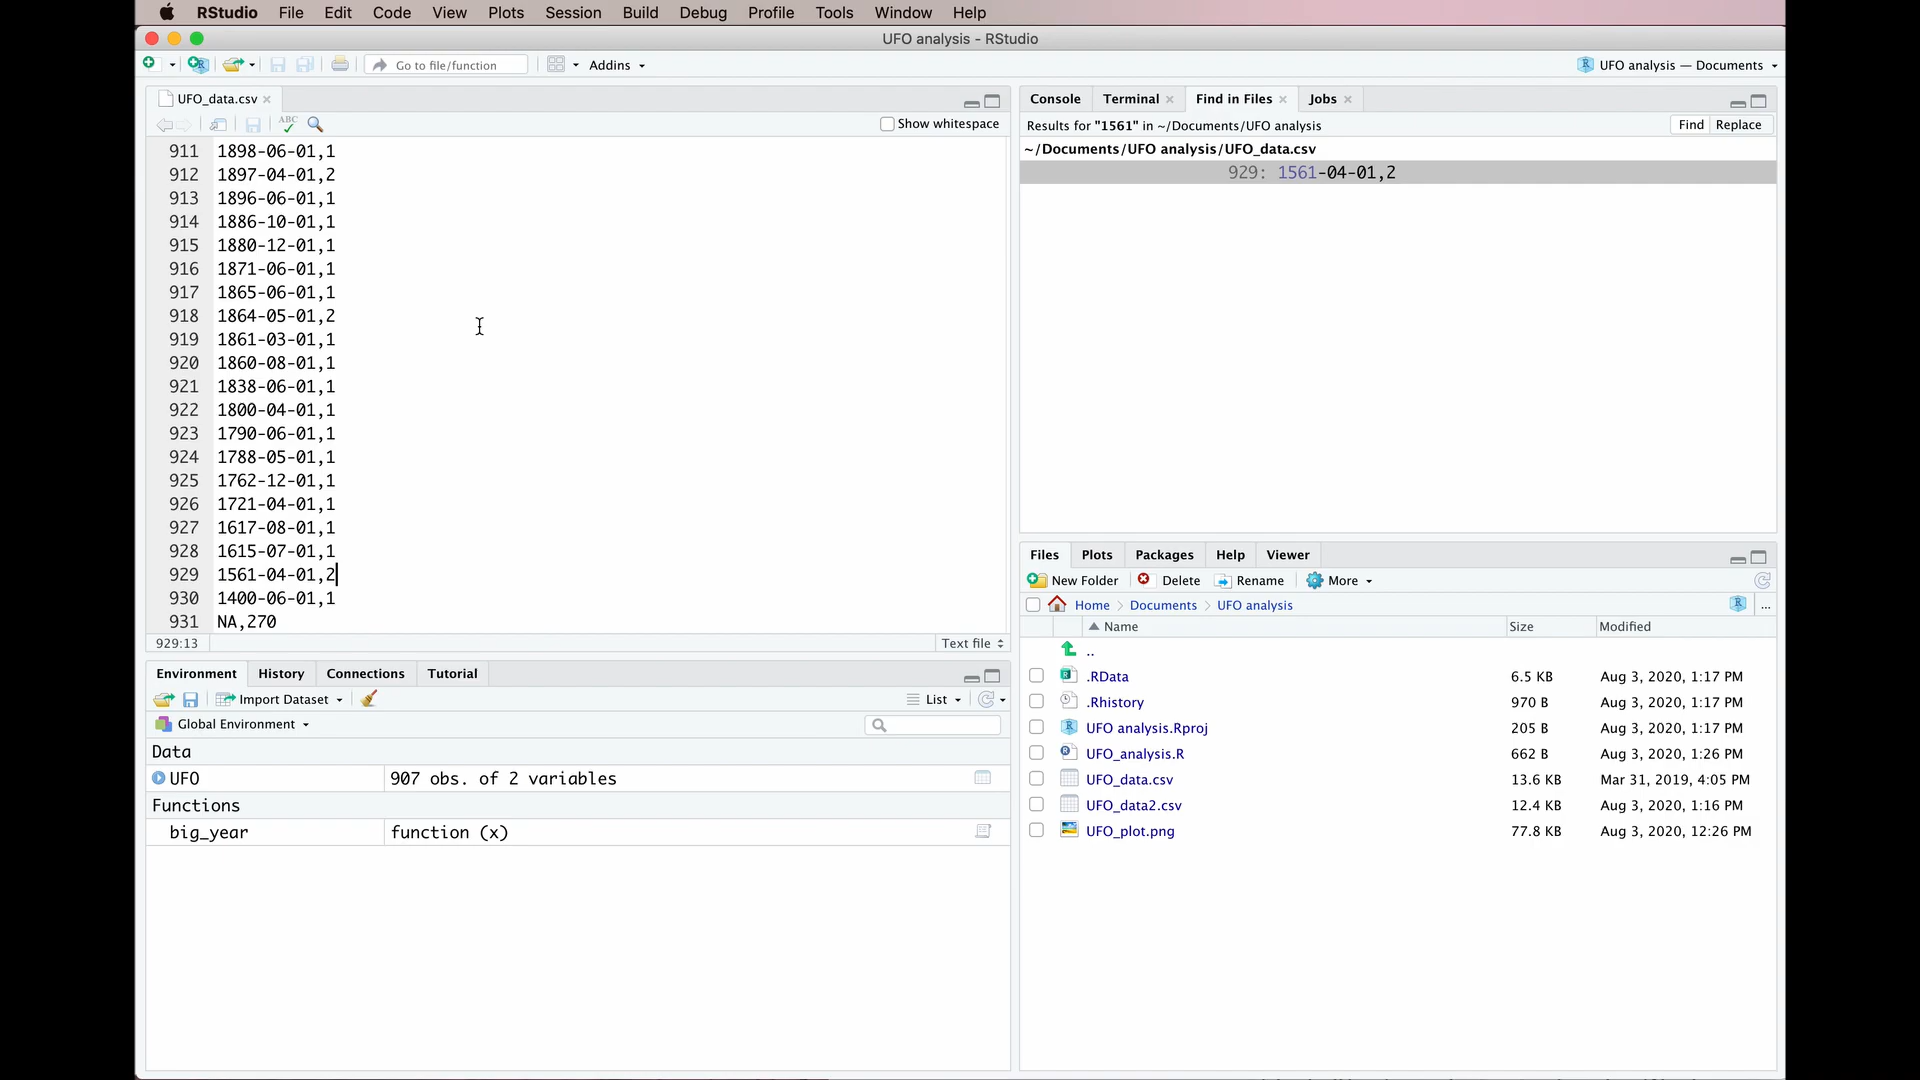 RStudio File Edit Code View Plots Session Build Debug Profile Tools Window Help
UFO analysis - RStudio
Go to file/function Addins UFO analysis — Documents
UFO_data.csv
ABC Show whitespace
911 1898-06-01,1
912 1897-04-01,2
913 1896-06-01,1
914 1886-10-01,1
915 1880-12-01,1
916 1871-06-01,1
917 1865-06-01,1
918 1864-05-01,2
919 1861-03-01,1
920 1860-08-01,1
921 1838-06-01,1
922 1800-04-01,1
923 1790-06-01,1
924 1788-05-01,1
925 1762-12-01,1
926 1721-04-01,1
927 1617-08-01,1
928 1615-07-01,1
929 1561-04-01,2
930 1400-06-01,1
931 NA,270
929:13 Text file
Console Terminal Find in Files Jobs
Results for "1561" in ~/Documents/UFO analysis Find Replace
~/Documents/UFO analysis/UFO_data.csv
929: 1561-04-01,2
Environment History Connections Tutorial
Import Dataset List
Global Environment
Data
UFO 907 obs. of 2 variables
Functions
big_year function (x)
Files Plots Packages Help Viewer
New Folder Delete Rename More
Home Documents UFO analysis ...
Name Size Modified
..
.RData 6.5 KB Aug 3, 2020, 1:17 PM
.Rhistory 970 B Aug 3, 2020, 1:17 PM
UFO analysis.Rproj 205 B Aug 3, 2020, 1:17 PM
UFO_analysis.R 662 B Aug 3, 2020, 1:26 PM
UFO_data.csv 13.6 KB Mar 31, 2019, 4:05 PM
UFO_data2.csv 12.4 KB Aug 3, 2020, 1:16 PM
UFO_plot.png 77.8 KB Aug 3, 2020, 12:26 PM